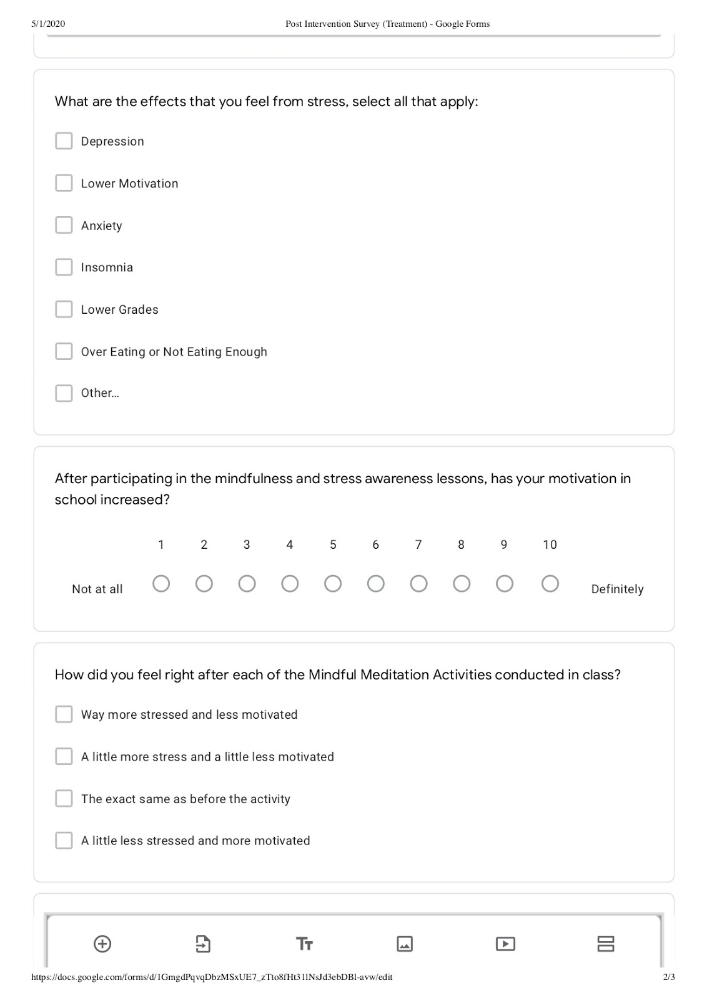 5/1/2020 Post Intervention Survey (Treatment) - Google Forms
What are the effects that you feel from stress, select all that apply:
Depression
Lower Motivation
Anxiety
Insomnia
Lower Grades
Over Eating or Not Eating Enough
Other...
After participating in the mindfulness and stress awareness lessons, has your motivation in
school increased?
1 2 3 4 5 6 7 8 9 10
Not at all Definitely
How did you feel right after each of the Mindful Meditation Activities conducted in class?
Way more stressed and less motivated
A little more stress and a little less motivated
The exact same as before the activity
A little less stressed and more motivated
Tт
https://docs.google.com/forms/d/1GmgdPqvqDbzMSxUE7_zTto8fHt31lNsJd3ebDBl-avw/edit 2/3